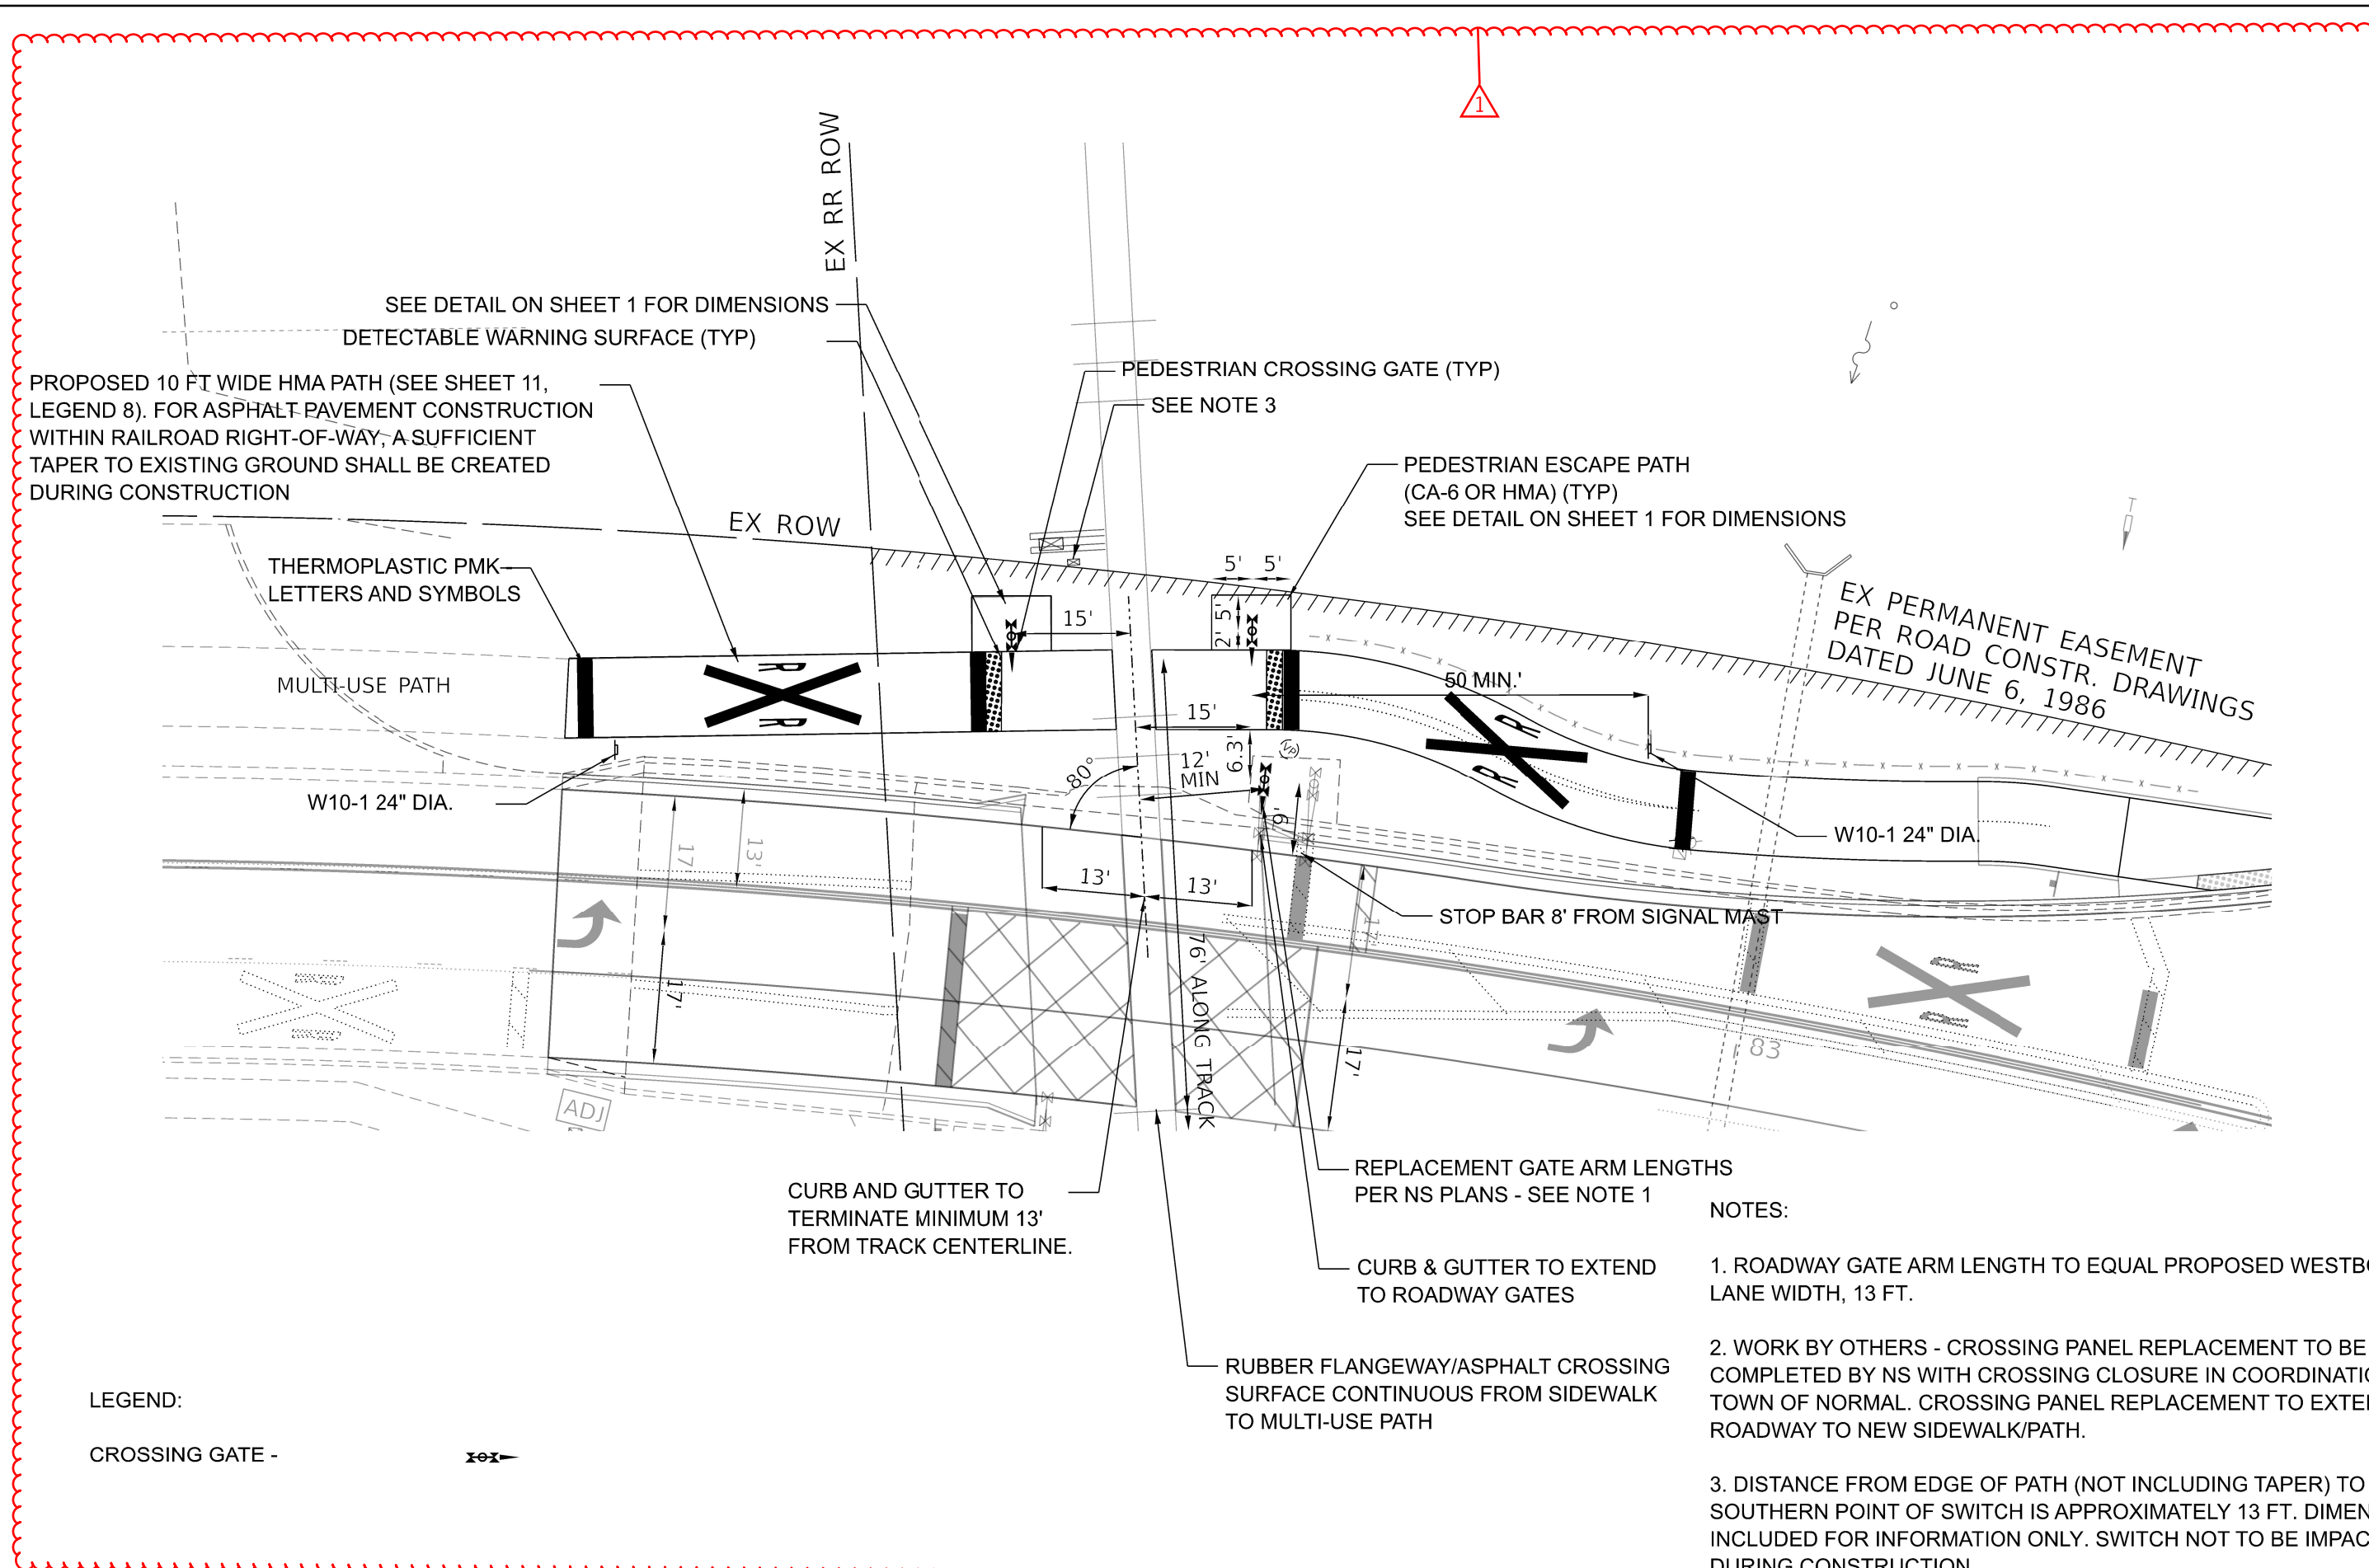 1
EX RR ROW
SEE DETAIL ON SHEET 1 FOR DIMENSIONS
DETECTABLE WARNING SURFACE (TYP)
PROPOSED 10 FT WIDE HMA PATH (SEE SHEET 11,
LEGEND 8). FOR ASPHALT PAVEMENT CONSTRUCTION
WITHIN RAILROAD RIGHT-OF-WAY, A SUFFICIENT
TAPER TO EXISTING GROUND SHALL BE CREATED
DURING CONSTRUCTION
PEDESTRIAN CROSSING GATE (TYP)
SEE NOTE 3
PEDESTRIAN ESCAPE PATH
(CA-6 OR HMA) (TYP)
SEE DETAIL ON SHEET 1 FOR DIMENSIONS
EX ROW
THERMOPLASTIC PMK
LETTERS AND SYMBOLS
5' 5'
15'
5'
2'
EX PERMANENT EASEMENT
PER ROAD CONSTR. DRAWINGS
DATED JUNE 6, 1986
MULTI-USE PATH
R
R
50 MIN.'
R
R
15'
6.3'
(VP)
12'
MIN
80°
W10-1 24" DIA.
W10-1 24" DIA.
6'
17'
13'
13'
13'
STOP BAR 8' FROM SIGNAL MAST
17'
17'
R
R
76' ALONG TRACK
17'
R
R
83
ADJ
CURB AND GUTTER TO
TERMINATE MINIMUM 13'
FROM TRACK CENTERLINE.
REPLACEMENT GATE ARM LENGTHS
PER NS PLANS - SEE NOTE 1
CURB & GUTTER TO EXTEND
TO ROADWAY GATES
RUBBER FLANGEWAY/ASPHALT CROSSING
SURFACE CONTINUOUS FROM SIDEWALK
TO MULTI-USE PATH
LEGEND:
CROSSING GATE -
NOTES:
1. ROADWAY GATE ARM LENGTH TO EQUAL PROPOSED
LANE WIDTH, 13 FT.
2. WORK BY OTHERS - CROSSING PANEL REPLACEMENT TO BE
COMPLETED BY NS WITH CROSSING CLOSURE IN
TOWN OF NORMAL. CROSSING PANEL REPLACEMENT TO
ROADWAY TO NEW SIDEWALK/PATH.
3. DISTANCE FROM EDGE OF PATH (NOT INCLUDING TAPER) TO
SOUTHERN POINT OF SWITCH IS APPROXIMATELY 13 FT.
INCLUDED FOR INFORMATION ONLY. SWITCH NOT TO BE
DURING CONSTRUCTION